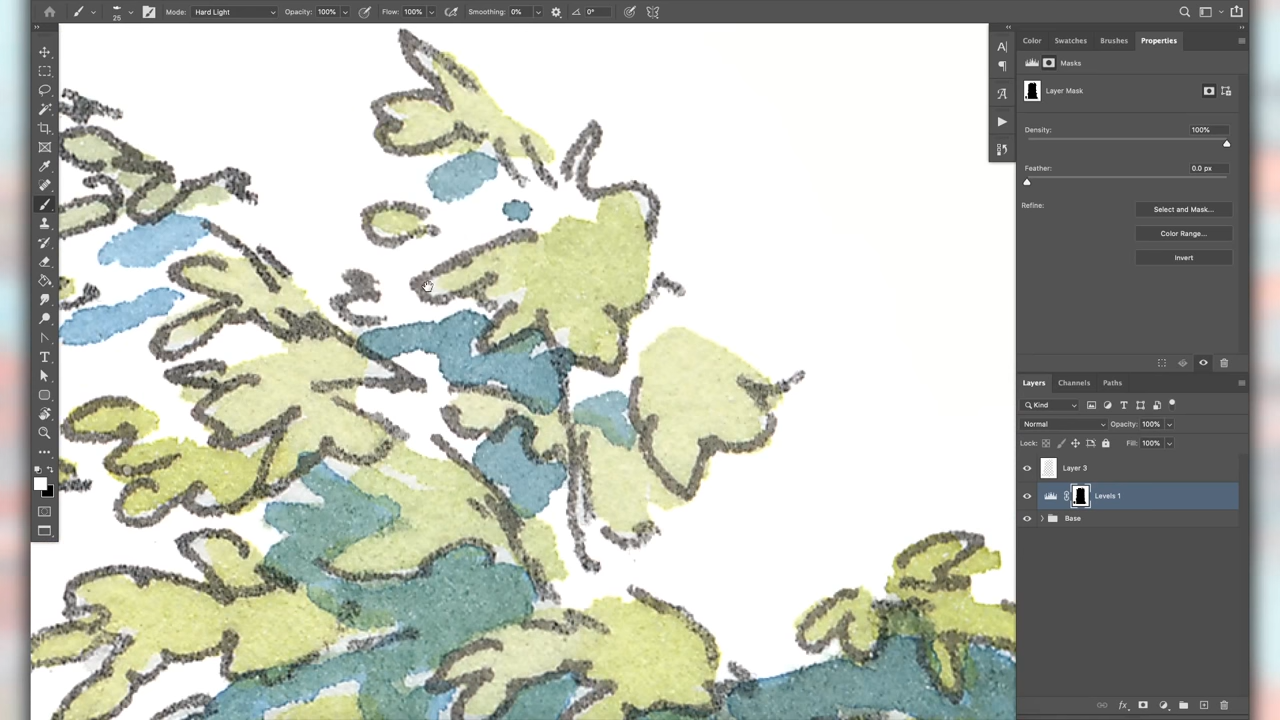 25 Mode: Hard Light Opacity: 100% Flow: 100% Smoothing: 0% 0°
Color Swatches Brushes Properties
Masks
Layer Mask
Density: 100%
Feather: 0.0 px
Refine: Select and Mask...
Color Range...
Invert
Layers Channels Paths
Kind
Normal Opacity: 100%
Lock: Fill: 100%
Layer 3
Levels 1
Base